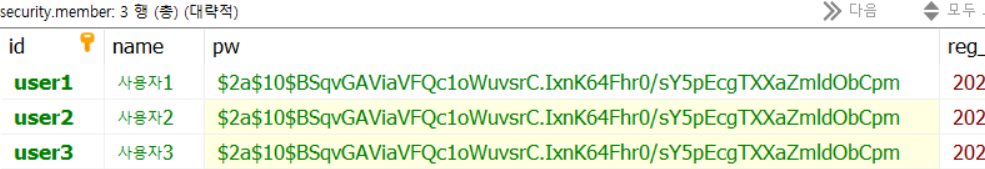 security.member: 3 행 (총) (대략적) 다음 모두
id name pw reg_
user1 사용자1 $2a$10$BSqvGAViaVFQc1oWuvsrC.IxnK64Fhr0/sY5pEcgTXXaZmldObCpm 202
user2 사용자2 $2a$10$BSqvGAViaVFQc1oWuvsrC.IxnK64Fhr0/sY5pEcgTXXaZmldObCpm 202
user3 사용자3 $2a$10$BSqvGAViaVFQc1oWuvsrC.IxnK64Fhr0/sY5pEcgTXXaZmldObCpm 202